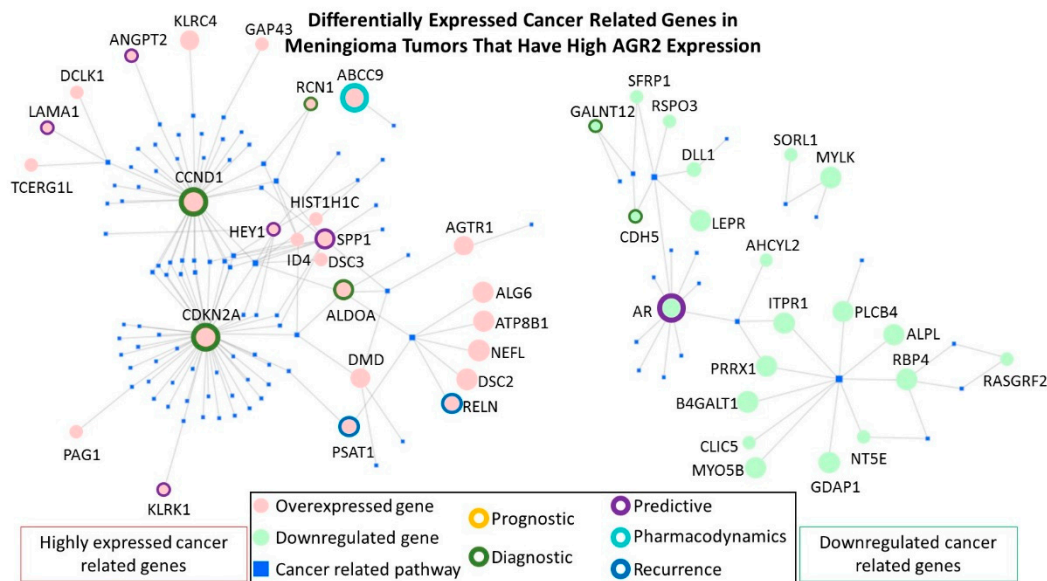 Differentially Expressed Cancer Related Genes in
Meningioma Tumors That Have High AGR2 Expression
KLRC4
ANGPT2
GAP43
DCLK1
RCN1
ABCC9
LAMA1
TCERG1L
CCND1
HIST1H1C
HEY1
SPP1
AGTR1
ID4
DSC3
CDKN2A
ALDOA
ALG6
ATP8B1
DMD
NEFL
DSC2
RELN
PAG1
PSAT1
KLRK1
SFRP1
GALNT12
RSPO3
DLL1
SORL1
MYLK
LEPR
CDH5
AHCYL2
AR
ITPR1
PLCB4
ALPL
PRRX1
RBP4
RASGRF2
B4GALT1
CLIC5
NT5E
MYO5B
GDAP1
Highly expressed cancer
related genes
Overexpressed gene
Downregulated gene
Cancer related pathway
Prognostic
Diagnostic
Predictive
Pharmacodynamics
Recurrence
Downregulated cancer
related genes